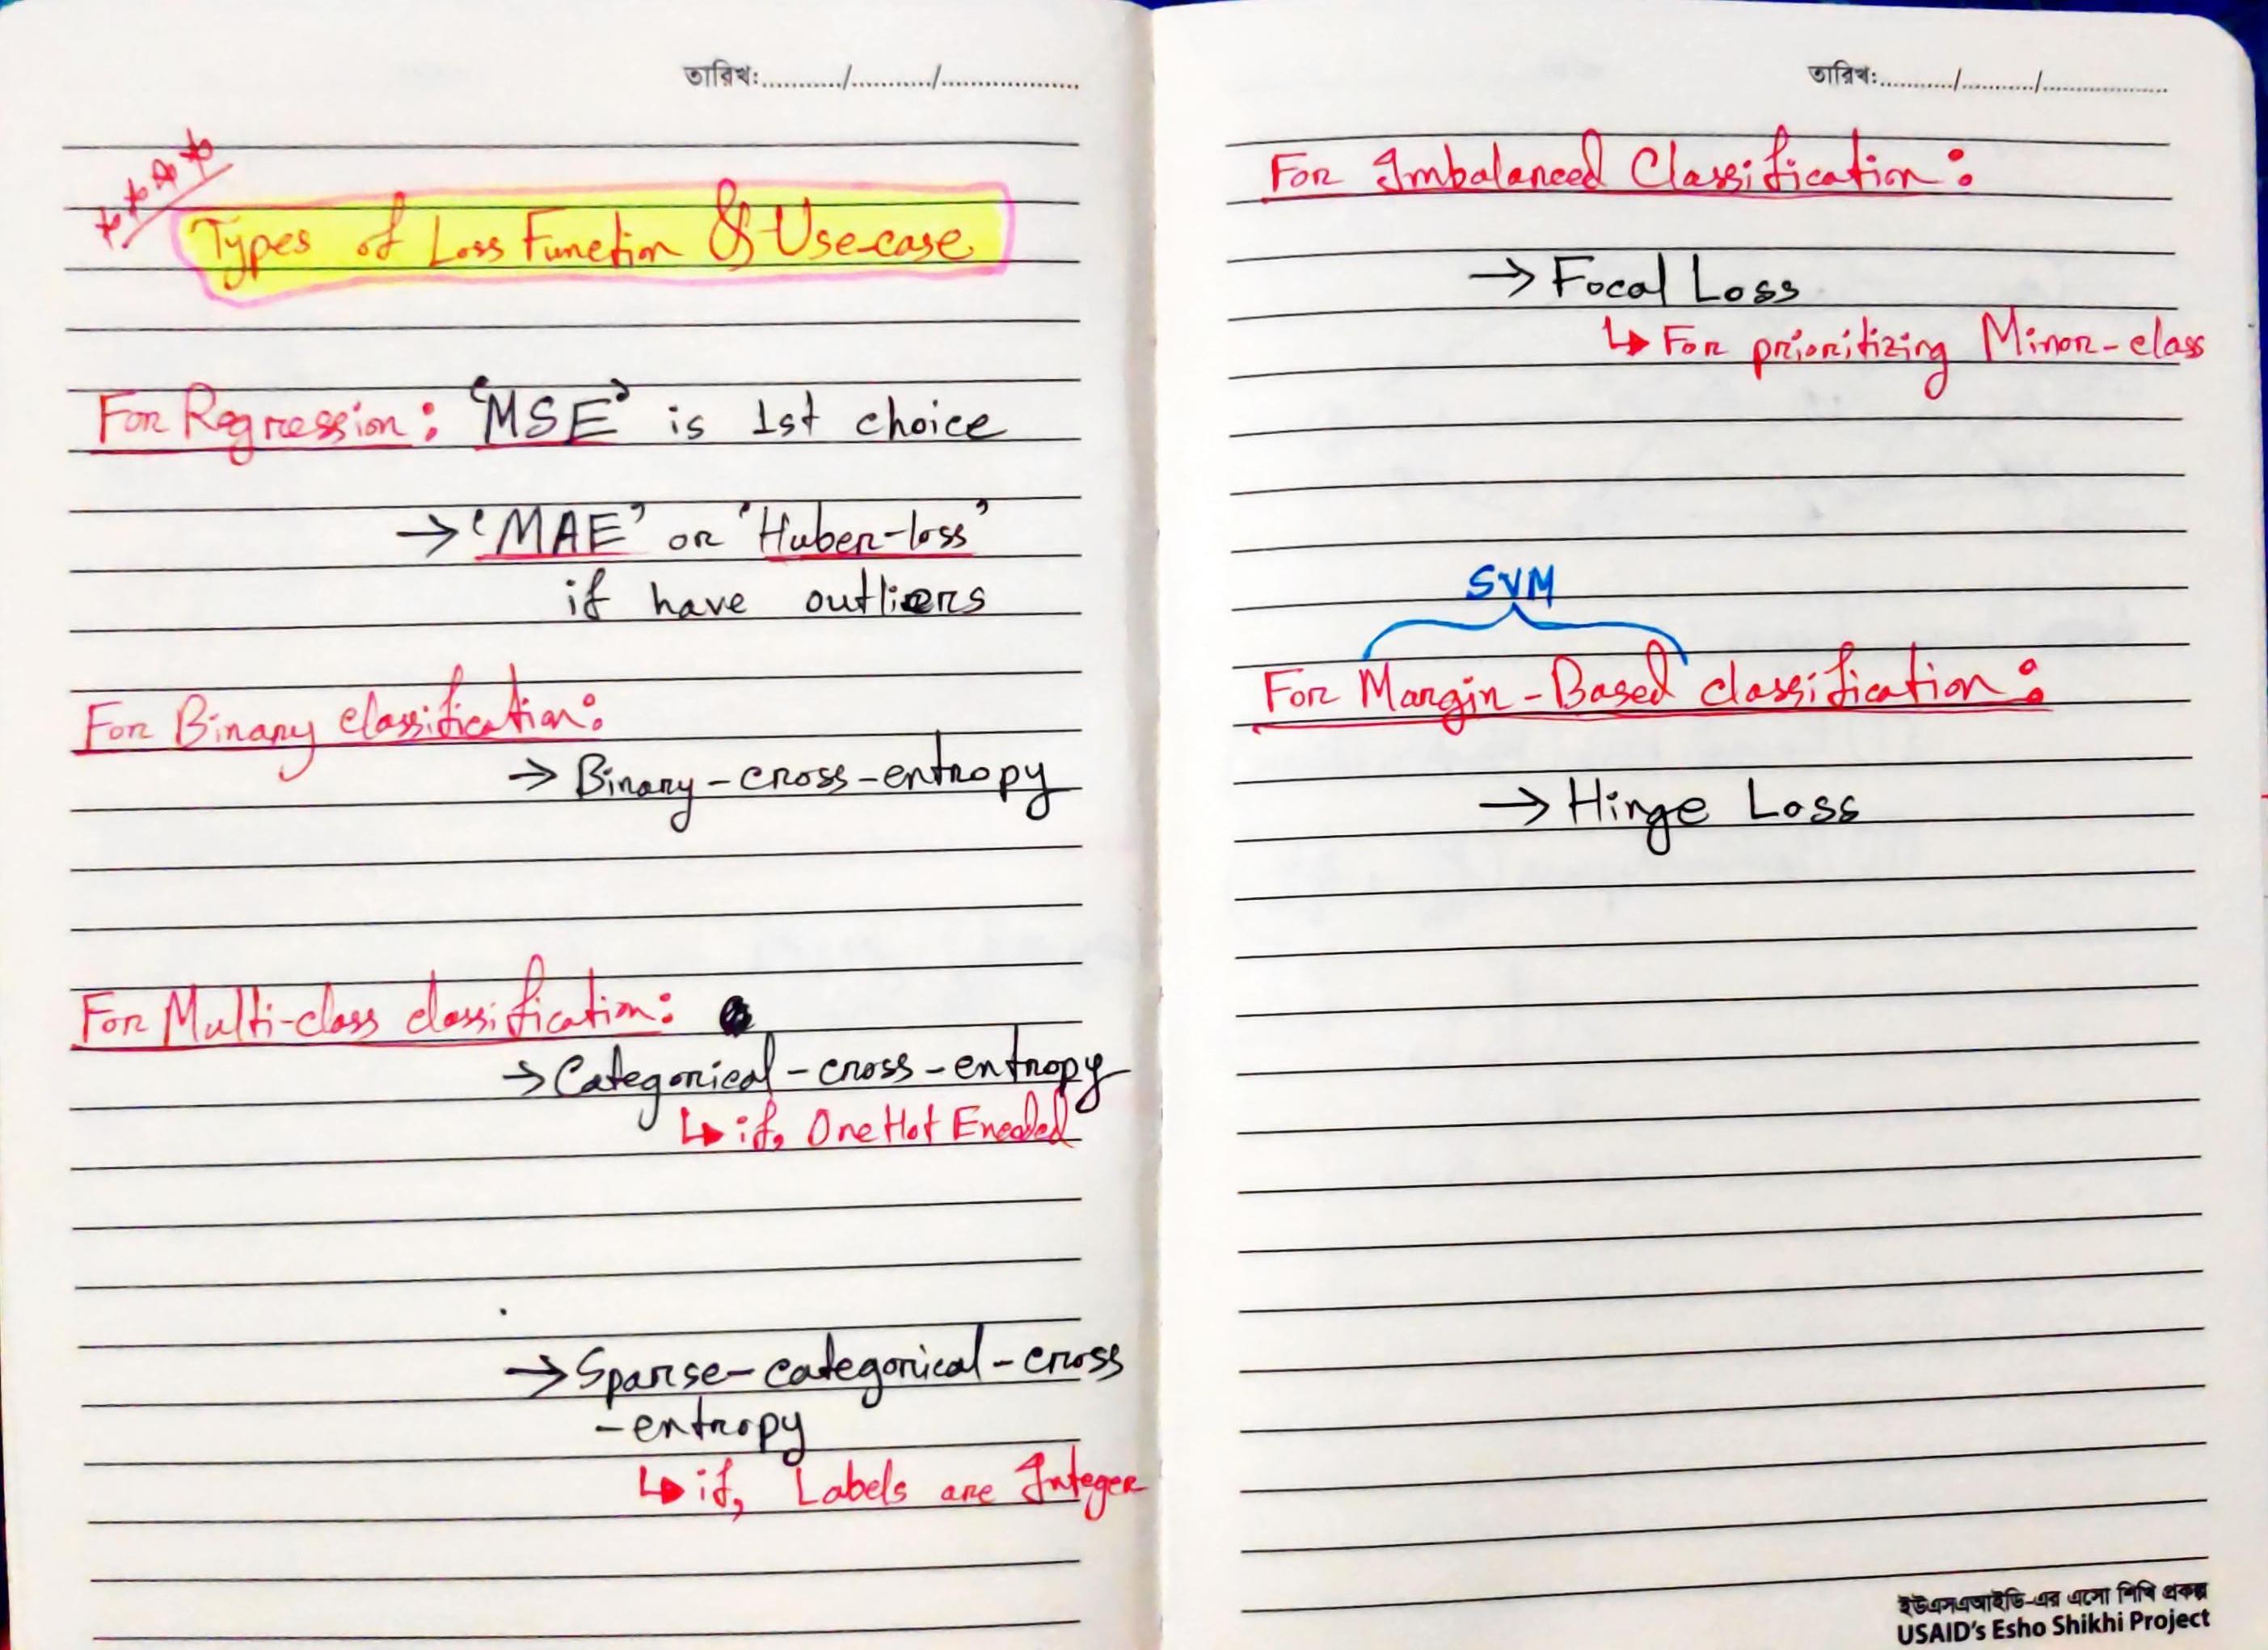 তারিখ:........../........../.................
Types of Loss Function & Use-case
For Regression: 'MSE' is 1st choice
→ 'MAE' or 'Huber-loss'
if have outliers
For Binary classification:
→ Binary-cross-entropy
For Multi-class classification:
→ Categorical-cross-entropy
↳ if, One Hot Encoded
→ Sparse-categorical-cross
-entropy
↳ if, Labels are Integer
তারিখ:........../........../.................
For Imbalanced Classification:
→ Focal Loss
↳ For prioritizing Minor-class
SVM
For Margin-Based classification:
→ Hinge Loss
ইউএসএআইডি-এর এসো শিখি প্রকল্প
USAID's Esho Shikhi Project